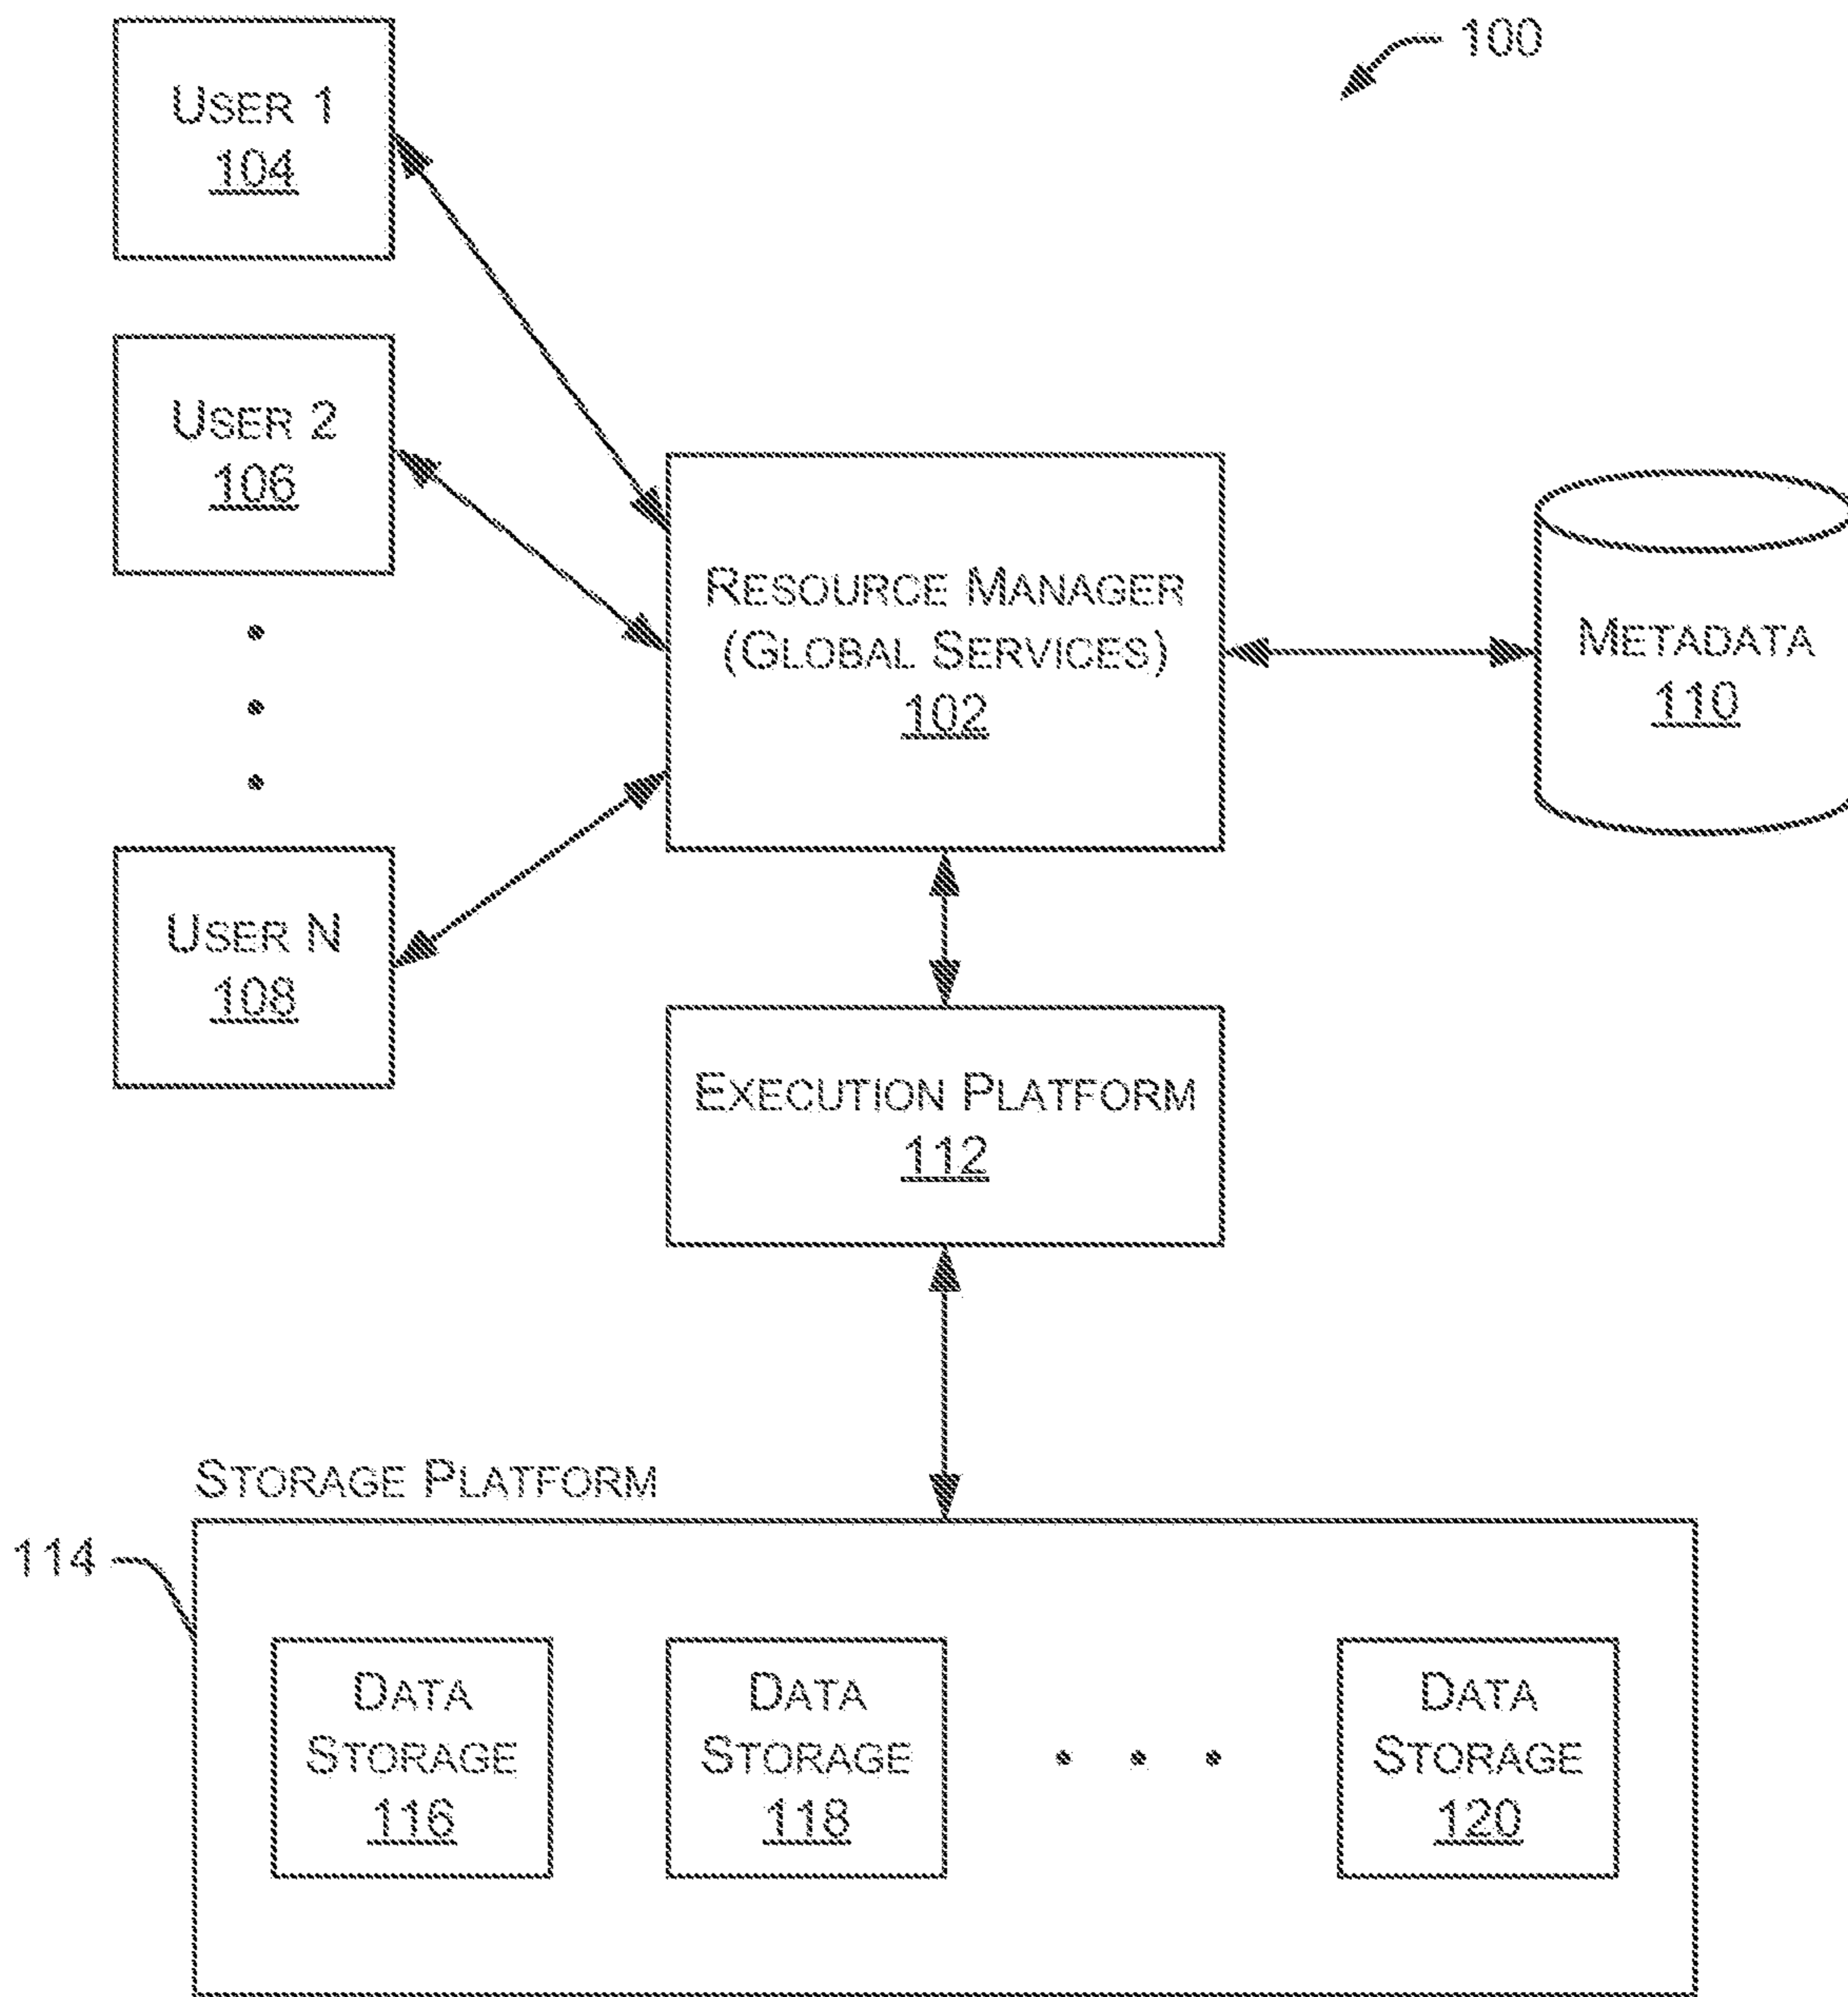 100
USER 1
104
USER 2
106
RESOURCE MANAGER
(GLOBAL SERVICES)
102
METADATA
110
USER N
108
EXECUTION PLATFORM
112
STORAGE PLATFORM
114
DATA
STORAGE
116
DATA
STORAGE
118
DATA
STORAGE
120